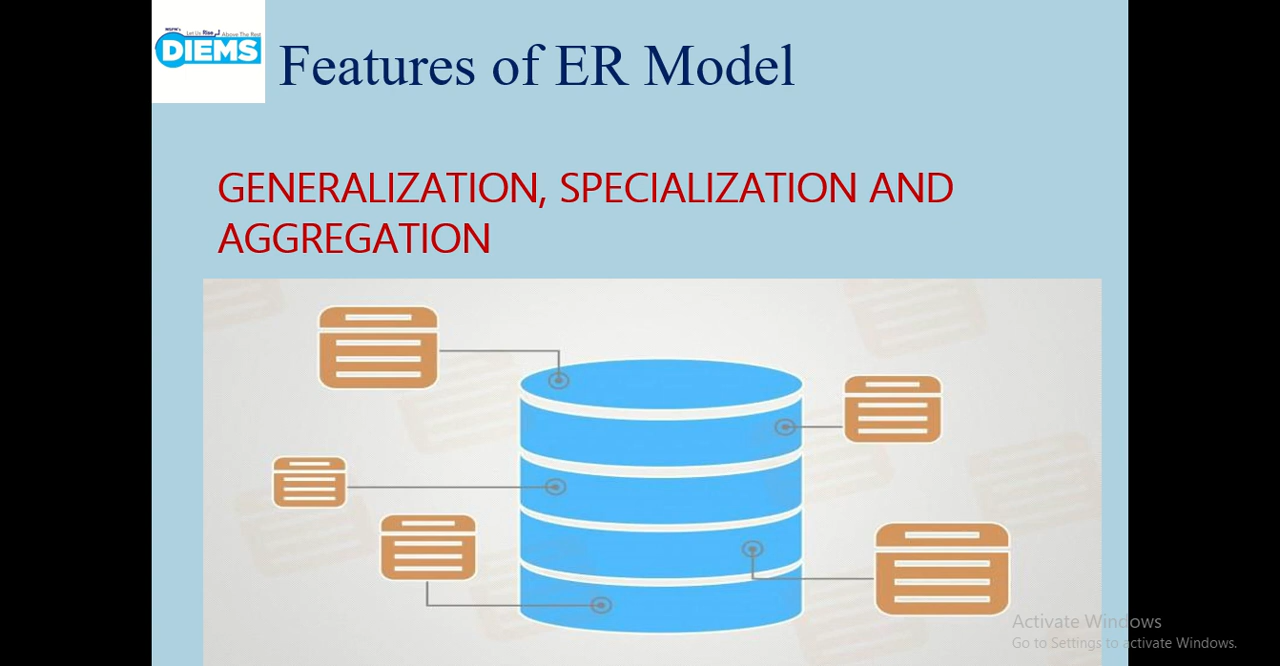 MSPM's
Let Us Rise Above The Rest
DIEMS
Features of ER Model
GENERALIZATION, SPECIALIZATION AND
AGGREGATION
Activate Windows
Go to Settings to activate Windows.